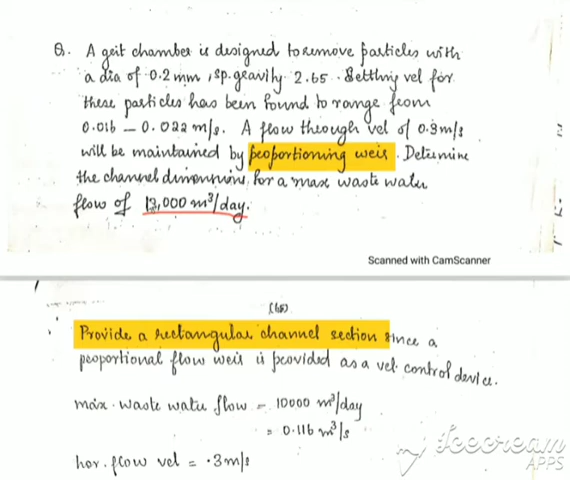 Q. A grit chamber is designed to remove particles with
a dia of 0.2 mm, sp. gravity 2.65. Settling vel for
these particles has been found to range from
0.016 – 0.022 m/s. A flow through vel of 0.3 m/s
will be maintained by proportioning weir. Determine
the channel dimensions, for a max waste water
flow of 13,000 m³/day.
Scanned with CamScanner
Provide a rectangular channel section since a
proportional flow weir is provided as a vel. control device.
max. waste water flow = 10000 m³/day
= 0.116 m³/s
hor. flow vel = .3 m/s
Icecream
APPS